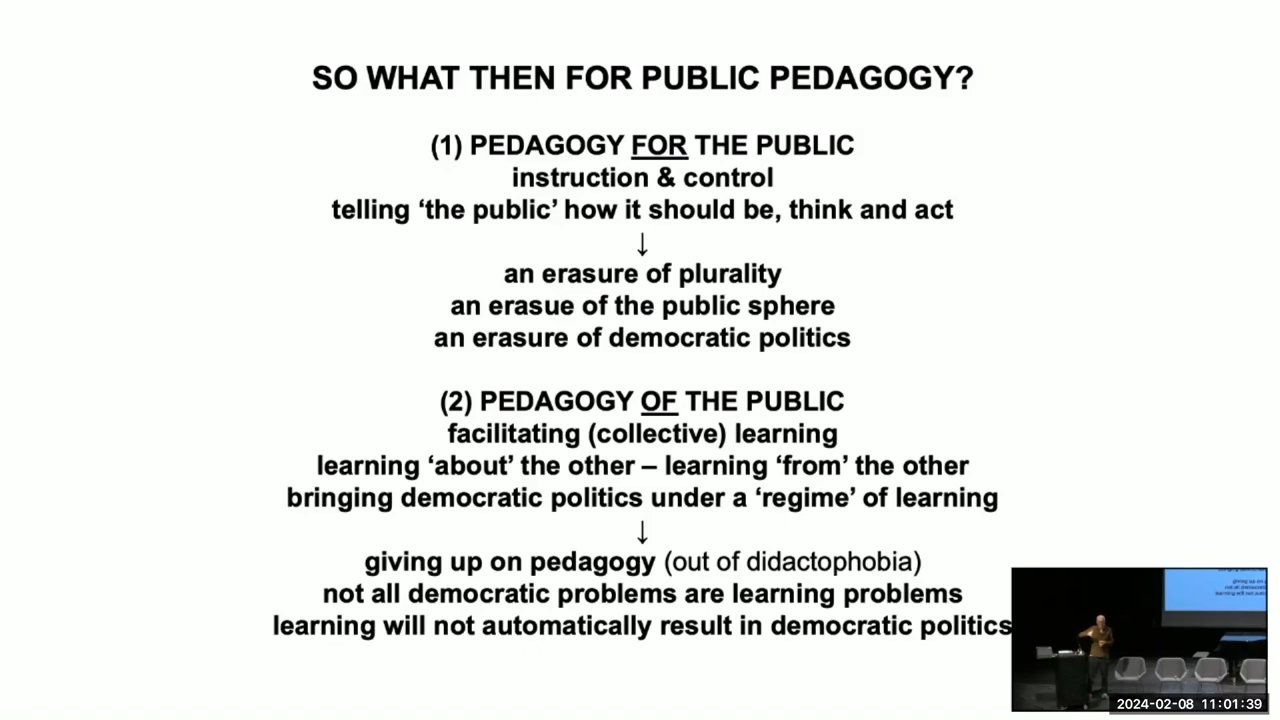 SO WHAT THEN FOR PUBLIC PEDAGOGY?
(1) PEDAGOGY FOR THE PUBLIC
instruction & control
telling ‘the public’ how it should be, think and act
↓
an erasure of plurality
an erasue of the public sphere
an erasure of democratic politics
(2) PEDAGOGY OF THE PUBLIC
facilitating (collective) learning
learning ‘about’ the other – learning ‘from’ the other
bringing democratic politics under a ‘regime’ of learning
↓
giving up on pedagogy (out of didactophobia)
not all democratic problems are learning problems
learning will not automatically result in democratic politics
2024-02-08 11:01:39